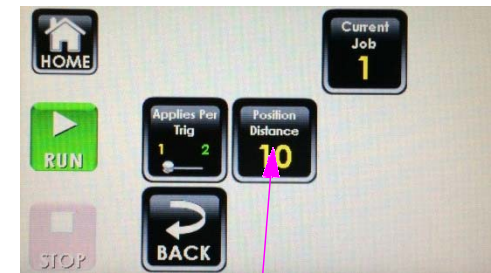 HOME
Current
Job
1
RUN
Applies Per
Trig
1 2
Position
Distance
10
STOP
BACK